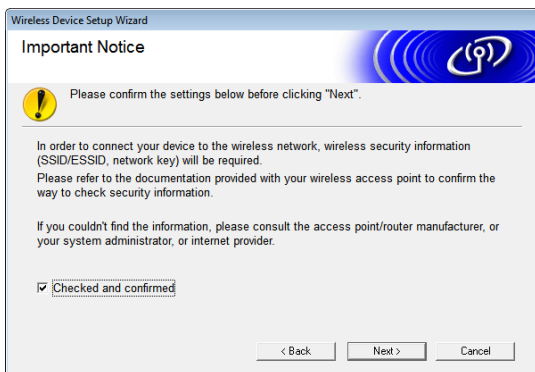 Wireless Device Setup Wizard
Important Notice
Please confirm the settings below before clicking "Next".
In order to connect your device to the wireless network, wireless security information
(SSID/ESSID, network key) will be required.
Please refer to the documentation provided with your wireless access point to confirm the
way to check security information.
If you couldn't find the information, please consult the access point/router manufacturer, or
your system administrator, or internet provider.
Checked and confirmed
< Back
Next >
Cancel